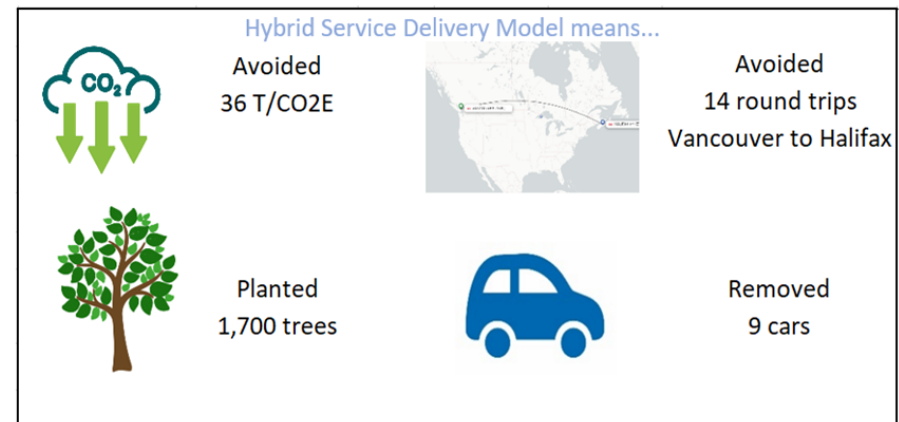 Hybrid Service Delivery Model means...
CO2
Avoided
36 T/CO2E
Avoided
14 round trips
Vancouver to Halifax
Planted
1,700 trees
Removed
9 cars